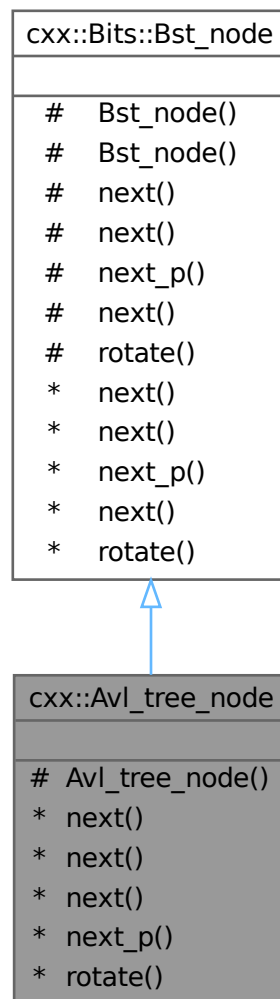 cxx::Bits::Bst_node
# Bst_node()
# Bst_node()
# next()
# next()
# next_p()
# next()
# rotate()
* next()
* next()
* next_p()
* next()
* rotate()
cxx::Avl_tree_node
# Avl_tree_node()
* next()
* next()
* next()
* next_p()
* rotate()